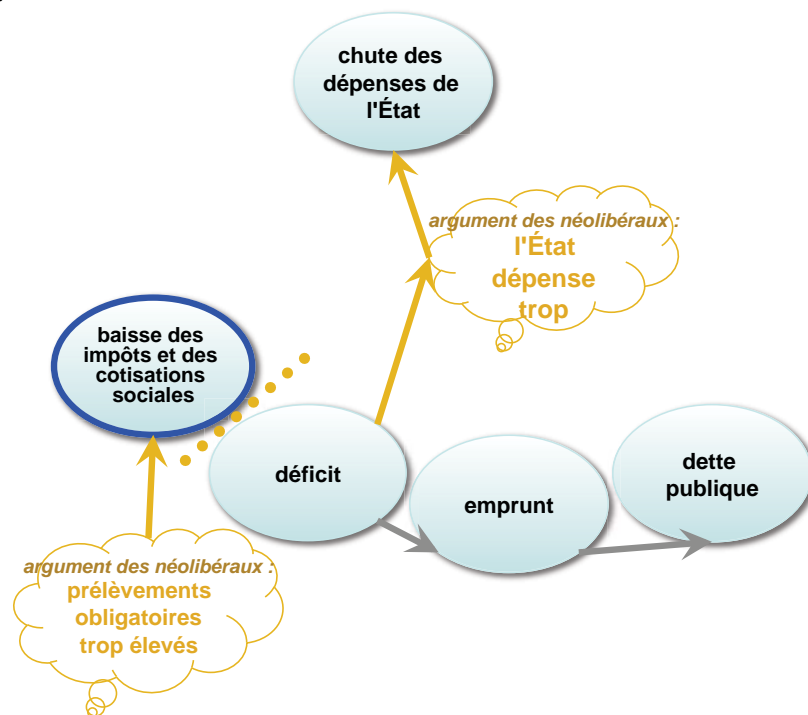 chute des
dépenses de
l'État
argument des néolibéraux :
l'État
dépense
trop
baisse des
impôts et des
cotisations
sociales
déficit
emprunt
dette
publique
argument des néolibéraux :
prélèvements
obligatoires
trop élevés